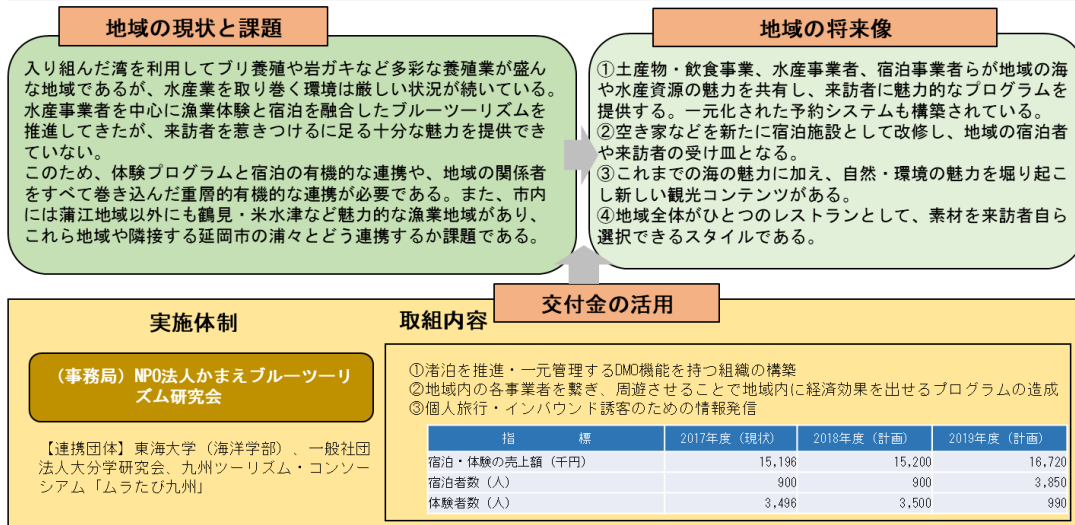 地域の現状と課題
入り組んだ湾を利用してブリ養殖や岩ガキなど多彩な養殖業が盛ん
な地域であるが、水産業を取り巻く環境は厳しい状況が続いている。
水産事業者を中心に漁業体験と宿泊を融合したブルーツーリズムを
推進してきたが、来訪者を惹きつけるに足る十分な魅力を提供でき
ていない。
このため、体験プログラムと宿泊の有機的な連携や、地域の関係者
をすべて巻き込んだ重層的有機的な連携が必要である。また、市内
には蒲江地域以外にも鶴見・米水津など魅力的な漁業地域があり、
これら地域や隣接する延岡市の浦々とどう連携するか課題である。
地域の将来像
①土産物・飲食事業、水産事業者、宿泊事業者らが地域の海
や水産資源の魅力を共有し、来訪者に魅力的なプログラムを
提供する。一元化された予約システムも構築されている。
②空き家などを新たに宿泊施設として改修し、地域の宿泊者
や来訪者の受け皿となる。
③これまでの海の魅力に加え、自然・環境の魅力を堀り起こ
し新しい観光コンテンツがある。
④地域全体がひとつのレストランとして、素材を来訪者自ら
選択できるスタイルである。
交付金の活用
実施体制
（事務局）NPO法人かまえブルーツーリ
ズム研究会
【連携団体】東海大学（海洋学部）、一般社団
法人大分学研究会、九州ツーリズム・コンソー
シアム「ムラたび九州」
取組内容
①渚泊を推進・一元管理するDMO機能を持つ組織の構築
②地域内の各事業者を繋ぎ、周遊させることで地域内に経済効果を出せるプログラムの造成
③個人旅行・インバウンド誘客のための情報発信
指　標 2017年度（現状） 2018年度（計画） 2019年度（計画）
宿泊・体験の売上額（千円） 15,196 15,200 16,720
宿泊者数（人） 900 900 3,850
体験者数（人） 3,496 3,500 990